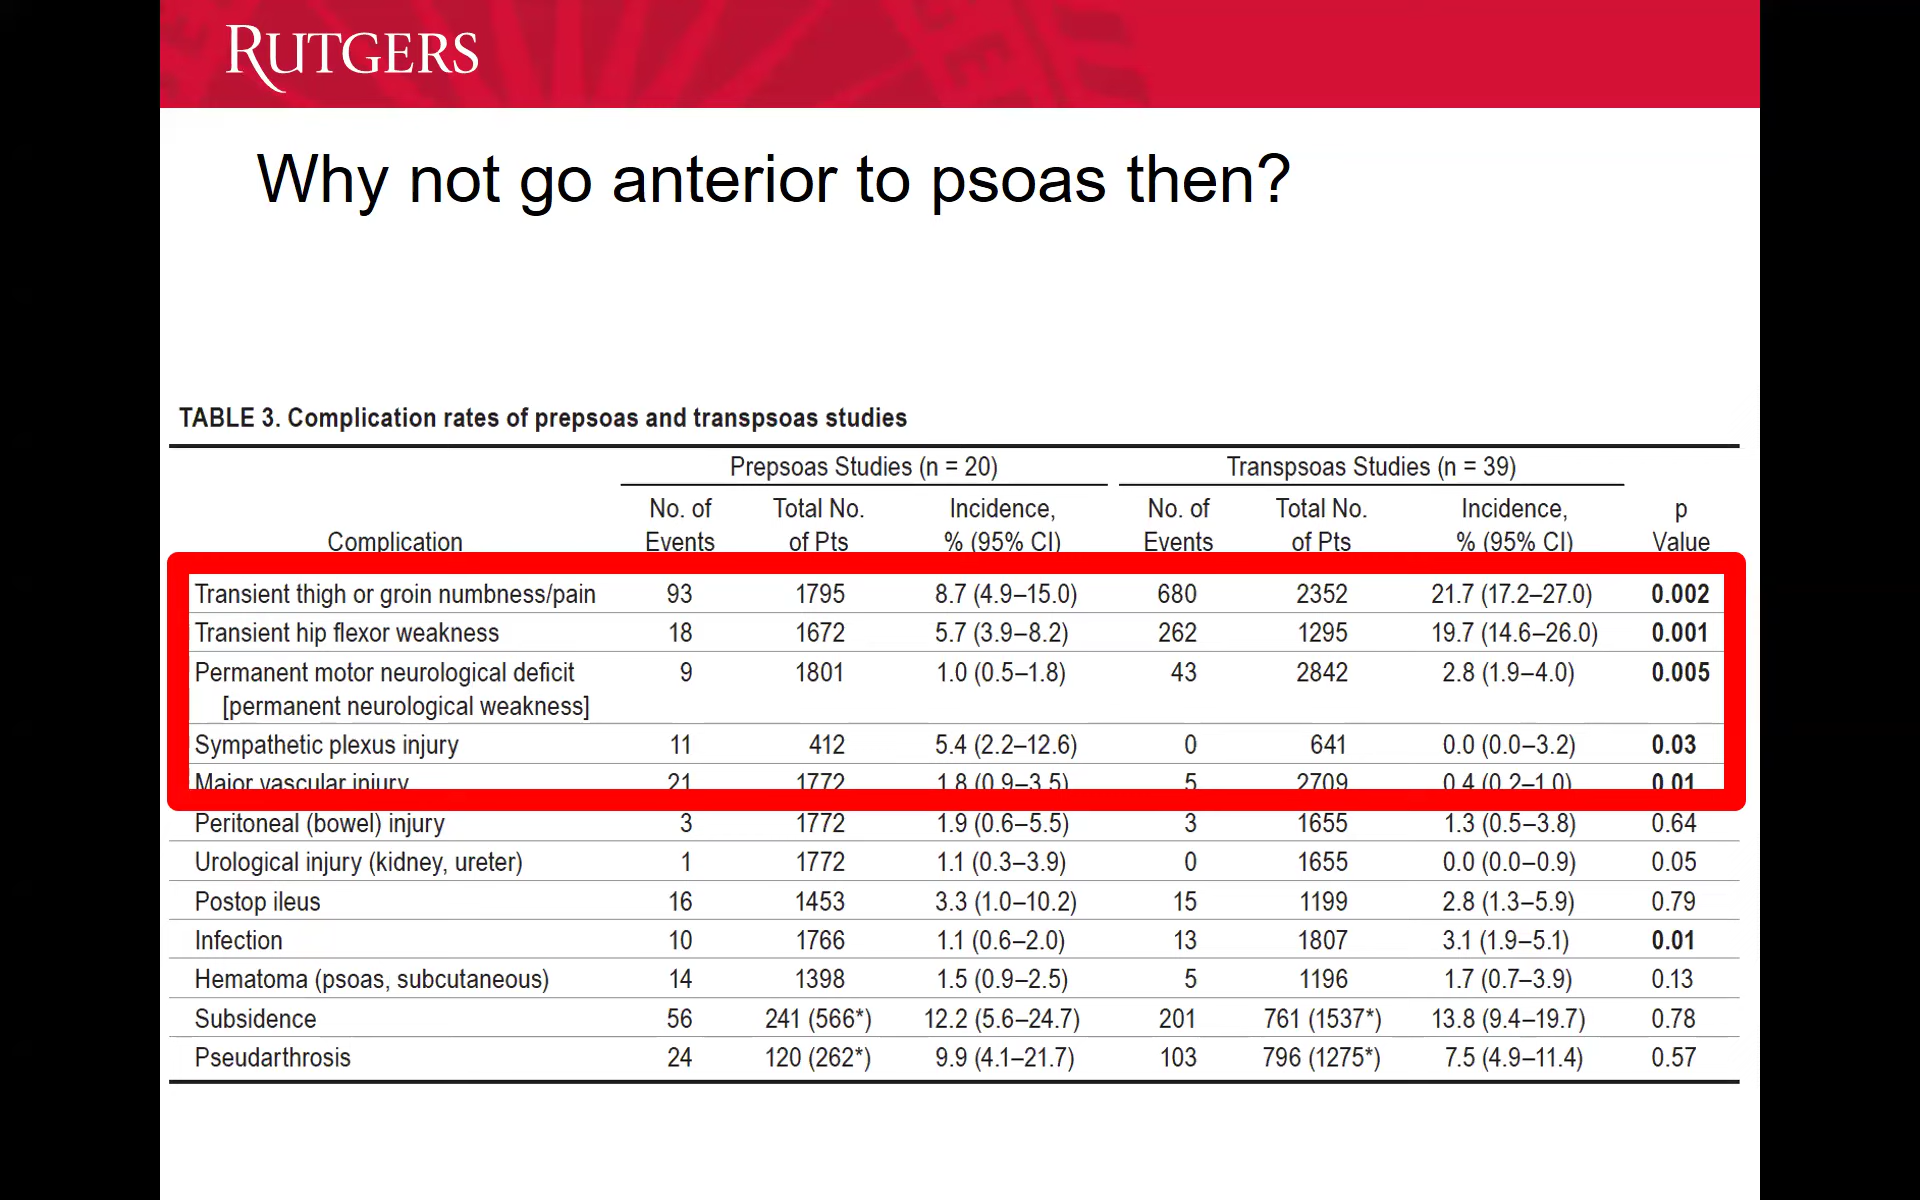 RUTGERS
Why not go anterior to psoas then?
TABLE 3. Complication rates of prepsoas and transpsoas studies
Prepsoas Studies (n = 20) Transpsoas Studies (n = 39)
No. of Total No. Incidence, No. of Total No. Incidence, p
Complication Events of Pts % (95% CI) Events of Pts % (95% CI) Value
Transient thigh or groin numbness/pain 93 1795 8.7 (4.9–15.0) 680 2352 21.7 (17.2–27.0) 0.002
Transient hip flexor weakness 18 1672 5.7 (3.9–8.2) 262 1295 19.7 (14.6–26.0) 0.001
Permanent motor neurological deficit 9 1801 1.0 (0.5–1.8) 43 2842 2.8 (1.9–4.0) 0.005
[permanent neurological weakness]
Sympathetic plexus injury 11 412 5.4 (2.2–12.6) 0 641 0.0 (0.0–3.2) 0.03
Major vascular injury 21 1772 1.8 (0.9–3.5) 5 2709 0.4 (0.2–1.0) 0.01
Peritoneal (bowel) injury 3 1772 1.9 (0.6–5.5) 3 1655 1.3 (0.5–3.8) 0.64
Urological injury (kidney, ureter) 1 1772 1.1 (0.3–3.9) 0 1655 0.0 (0.0–0.9) 0.05
Postop ileus 16 1453 3.3 (1.0–10.2) 15 1199 2.8 (1.3–5.9) 0.79
Infection 10 1766 1.1 (0.6–2.0) 13 1807 3.1 (1.9–5.1) 0.01
Hematoma (psoas, subcutaneous) 14 1398 1.5 (0.9–2.5) 5 1196 1.7 (0.7–3.9) 0.13
Subsidence 56 241 (566*) 12.2 (5.6–24.7) 201 761 (1537*) 13.8 (9.4–19.7) 0.78
Pseudarthrosis 24 120 (262*) 9.9 (4.1–21.7) 103 796 (1275*) 7.5 (4.9–11.4) 0.57